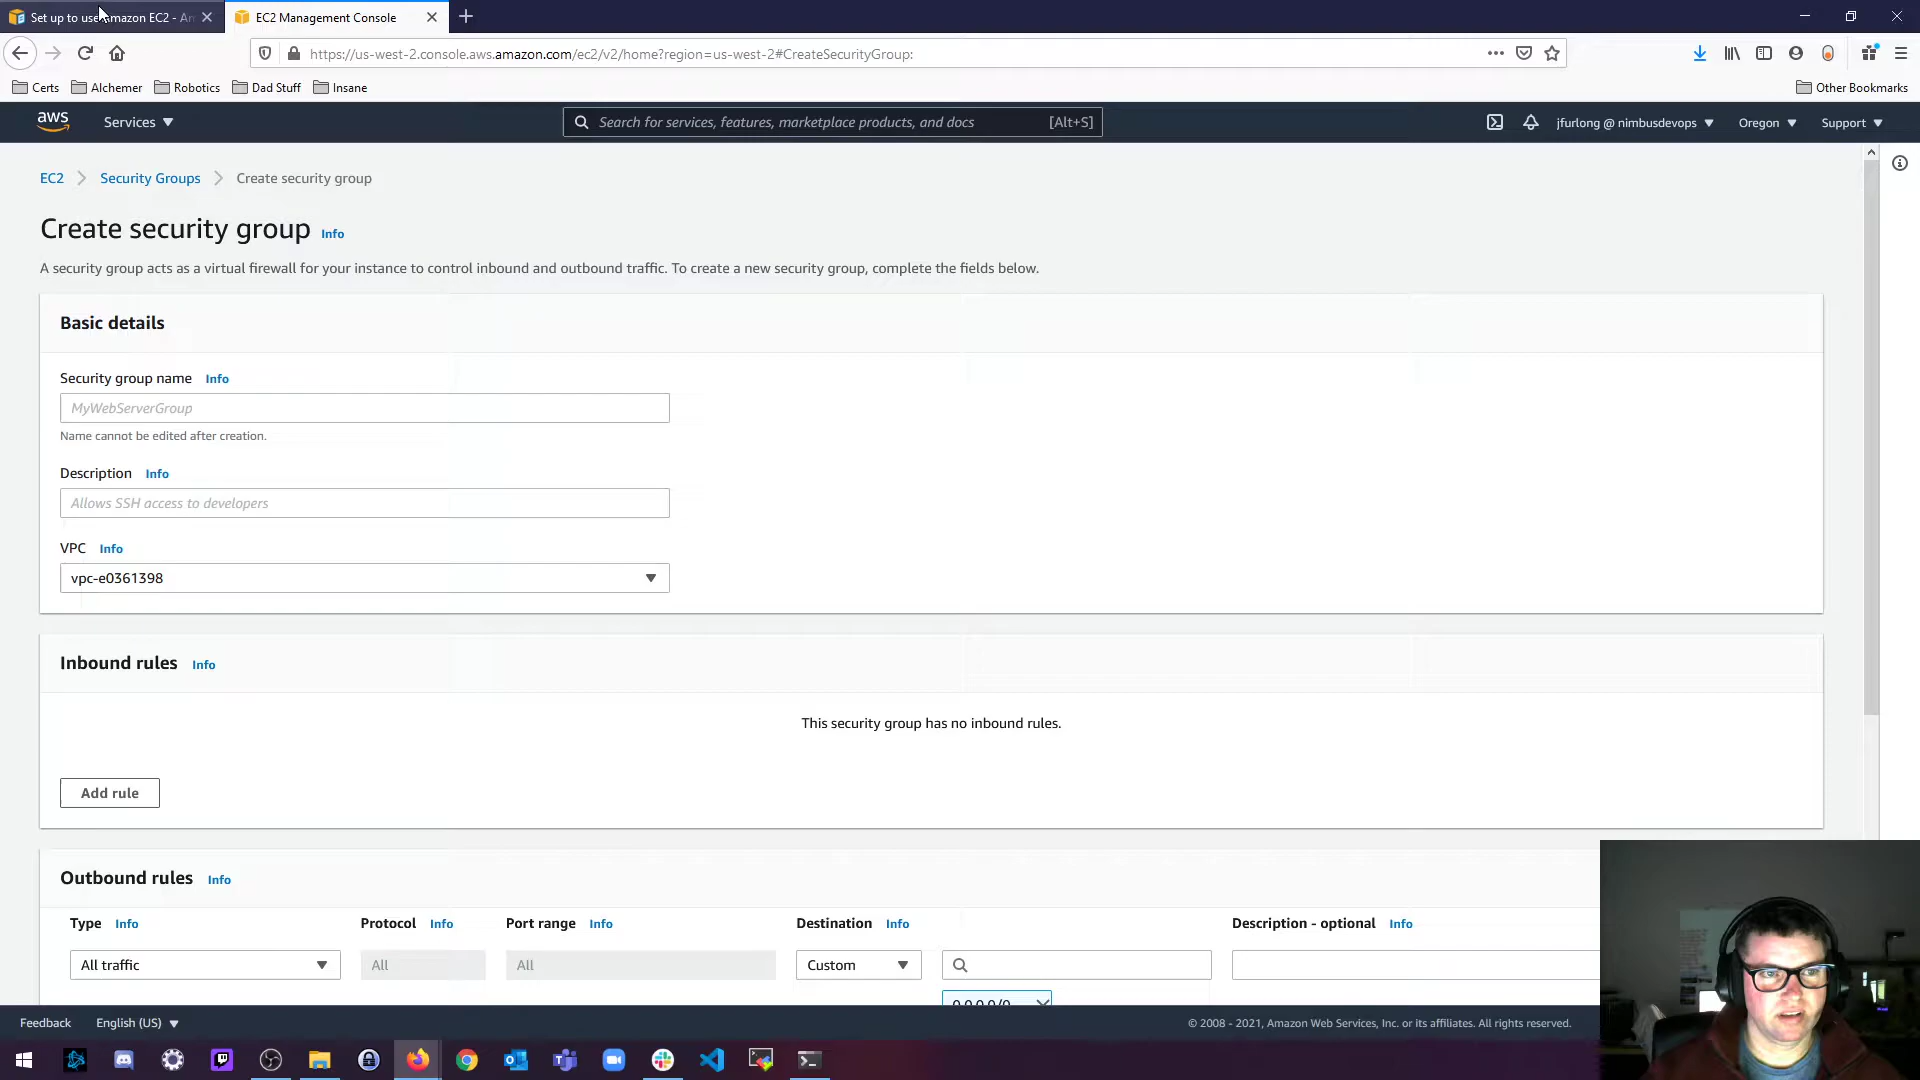 Set up to use Amazon EC2 - Am
EC2 Management Console
https://us-west-2.console.aws.amazon.com/ec2/v2/home?region=us-west-2#CreateSecurityGroup:
Certs
Alchemer
Robotics
Dad Stuff
Insane
Other Bookmarks
aws
Services
Search for services, features, marketplace products, and docs
[Alt+S]
jfurlong @ nimbusdevops
Oregon
Support
EC2
Security Groups
Create security group
Create security group
Info
A security group acts as a virtual firewall for your instance to control inbound and outbound traffic. To create a new security group, complete the fields below.
Basic details
Security group name
Info
MyWebServerGroup
Name cannot be edited after creation.
Description
Info
Allows SSH access to developers
VPC
Info
vpc-e0361398
Inbound rules
Info
This security group has no inbound rules.
Add rule
Outbound rules
Info
Type Info
Protocol Info
Port range Info
Destination Info
Description - optional Info
All traffic
All
All
Custom
0.0.0.0/0
Feedback
English (US)
© 2008 - 2021, Amazon Web Services, Inc. or its affiliates. All rights reserved.